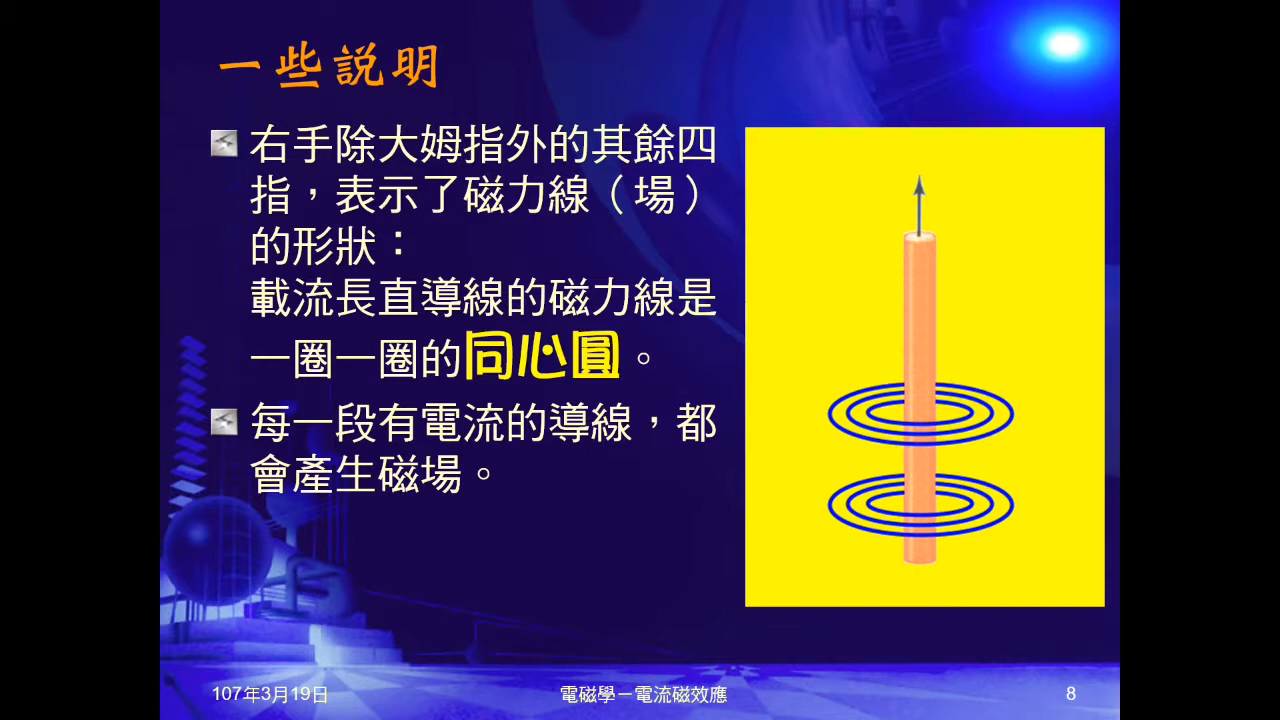 一些説明
右手除大姆指外的其餘四
指，表示了磁力線（場）
的形狀：
載流長直導線的磁力線是
一圈一圈的同心圓。
每一段有電流的導線，都
會產生磁場。
107年3月19日
電磁學－電流磁效應
8